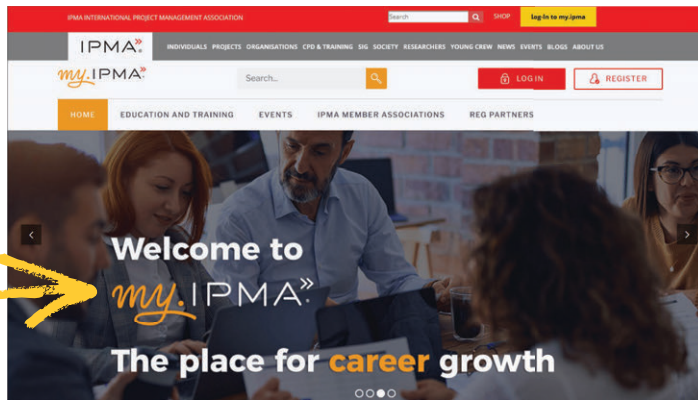 IPMA INTERNATIONAL PROJECT MANAGEMENT ASSOCIATION Search SHOP Log-in to my.ipma
IPMA INDIVIDUALS PROJECTS ORGANISATIONS CPD & TRAINING SIG SOCIETY RESEARCHERS YOUNG CREW NEWS EVENTS BLOGS ABOUT US
my.IPMA Search... LOG IN REGISTER
HOME EDUCATION AND TRAINING EVENTS IPMA MEMBER ASSOCIATIONS REG PARTNERS
Welcome to
my.IPMA
The place for career growth